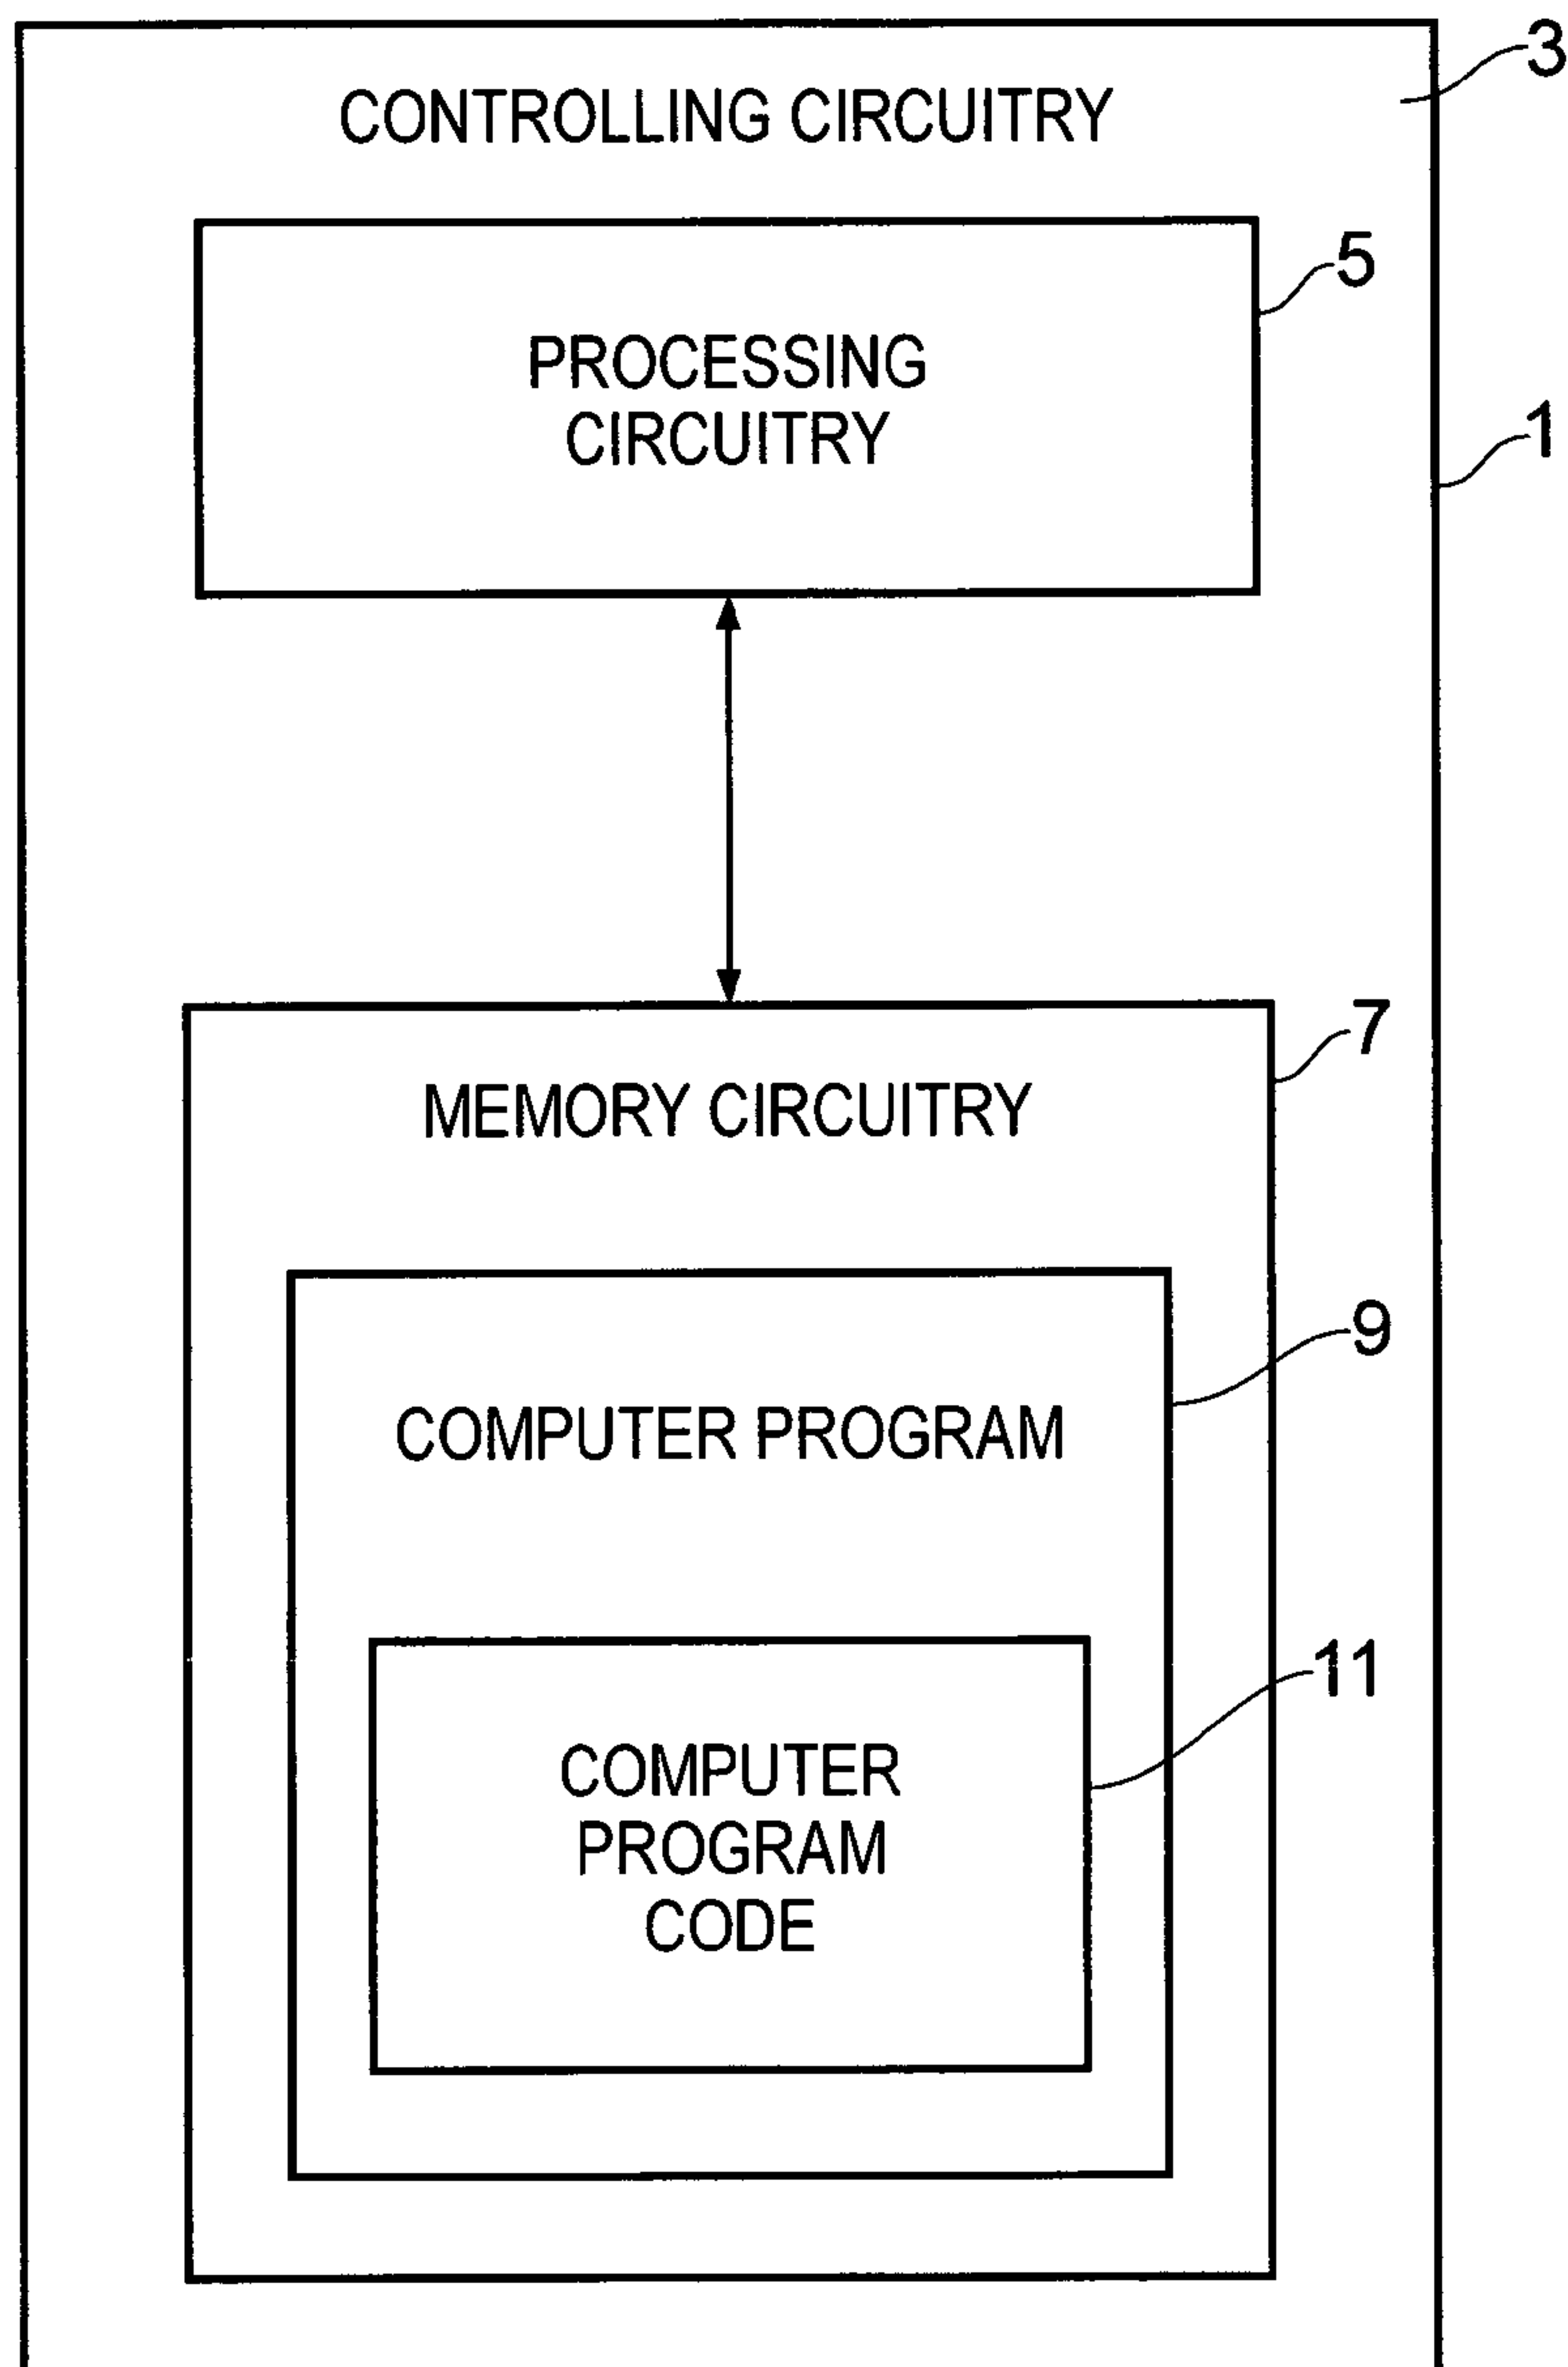 3
CONTROLLING CIRCUITRY
5
PROCESSING
CIRCUITRY
1
7
MEMORY CIRCUITRY
9
COMPUTER PROGRAM
11
COMPUTER
PROGRAM
CODE